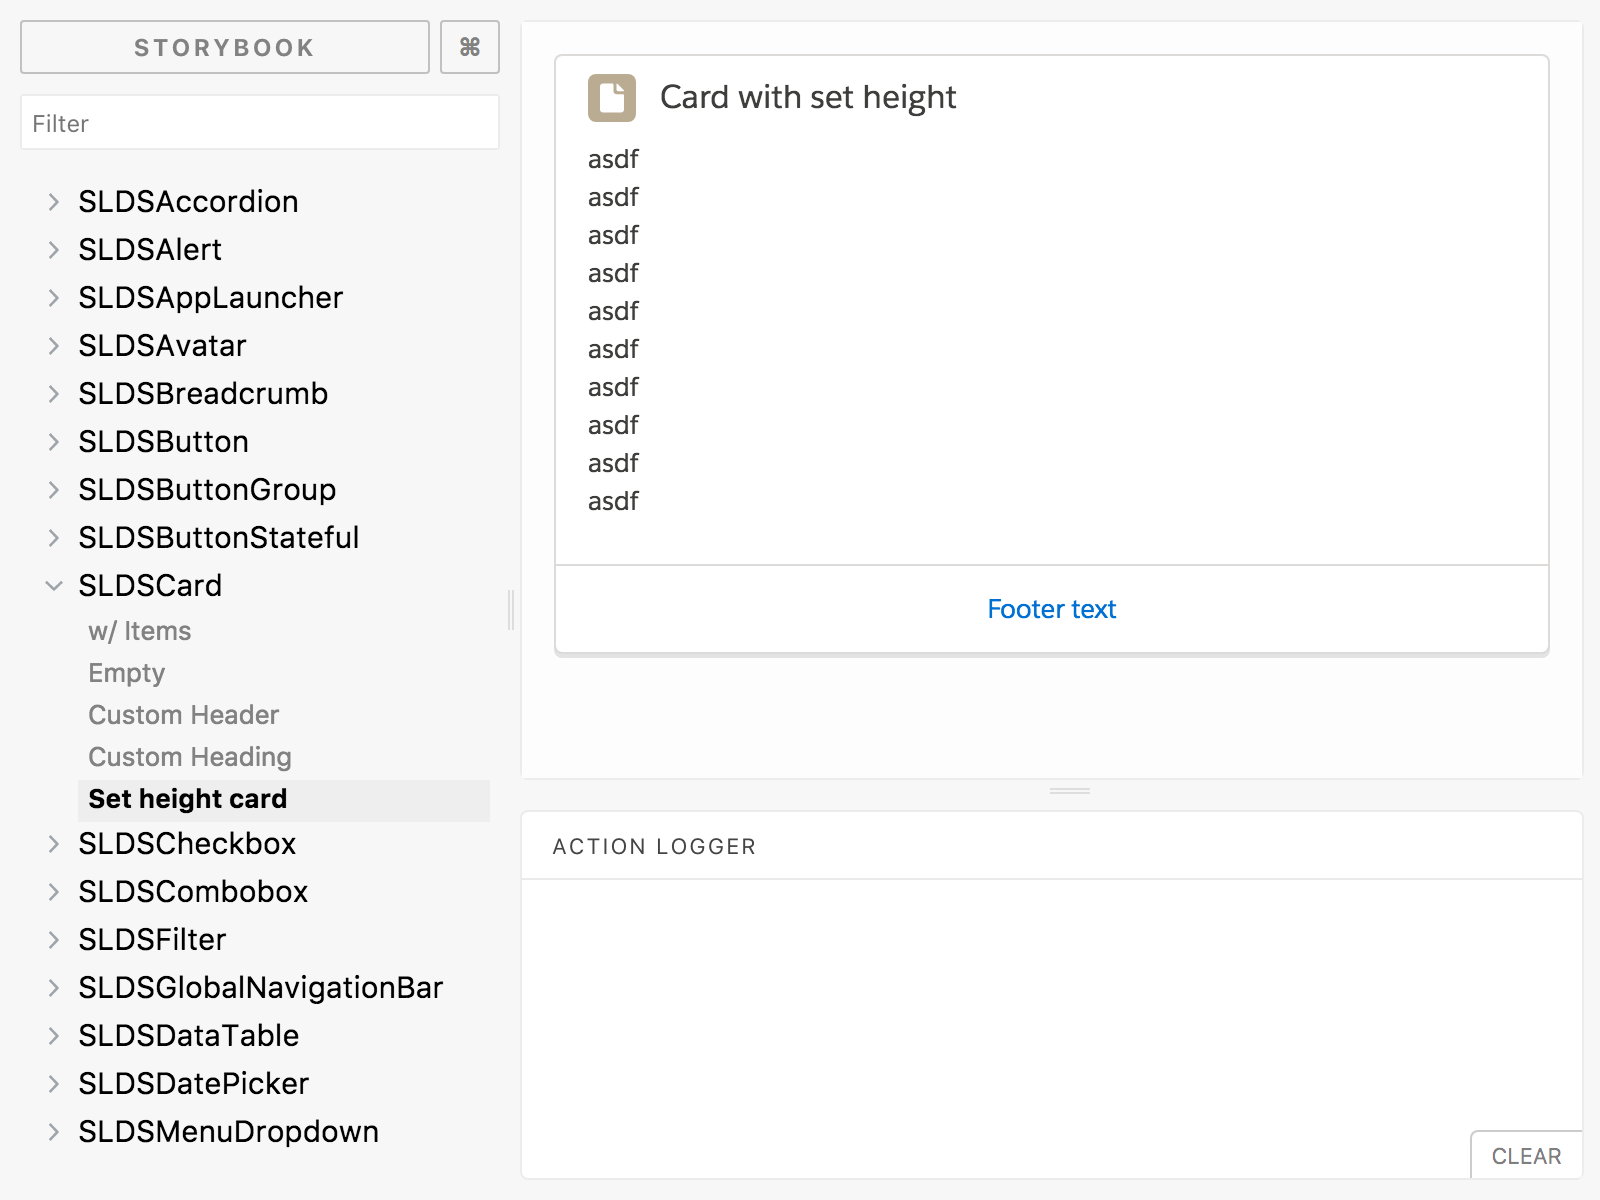 STORYBOOK
⌘
Filter
SLDSAccordion
SLDSAlert
SLDSAppLauncher
SLDSAvatar
SLDSBreadcrumb
SLDSButton
SLDSButtonGroup
SLDSButtonStateful
SLDSCard
w/ Items
Empty
Custom Header
Custom Heading
Set height card
SLDSCheckbox
SLDSCombobox
SLDSFilter
SLDSGlobalNavigationBar
SLDSDataTable
SLDSDatePicker
SLDSMenuDropdown
Card with set height
asdf
asdf
asdf
asdf
asdf
asdf
asdf
asdf
asdf
asdf
Footer text
ACTION LOGGER
CLEAR